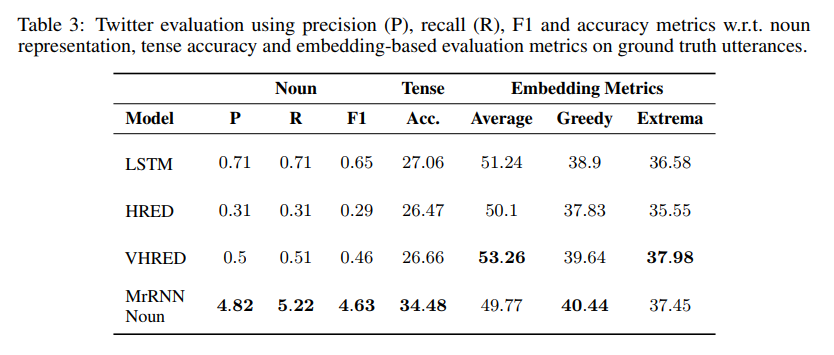 Table 3: Twitter evaluation using precision (P), recall (R), F1 and accuracy metrics w.r.t. noun
representation, tense accuracy and embedding-based evaluation metrics on ground truth utterances.
Noun Tense Embedding Metrics
Model P R F1 Acc. Average Greedy Extrema
LSTM 0.71 0.71 0.65 27.06 51.24 38.9 36.58
HRED 0.31 0.31 0.29 26.47 50.1 37.83 35.55
VHRED 0.5 0.51 0.46 26.66 53.26 39.64 37.98
MrRNN
Noun 4.82 5.22 4.63 34.48 49.77 40.44 37.45